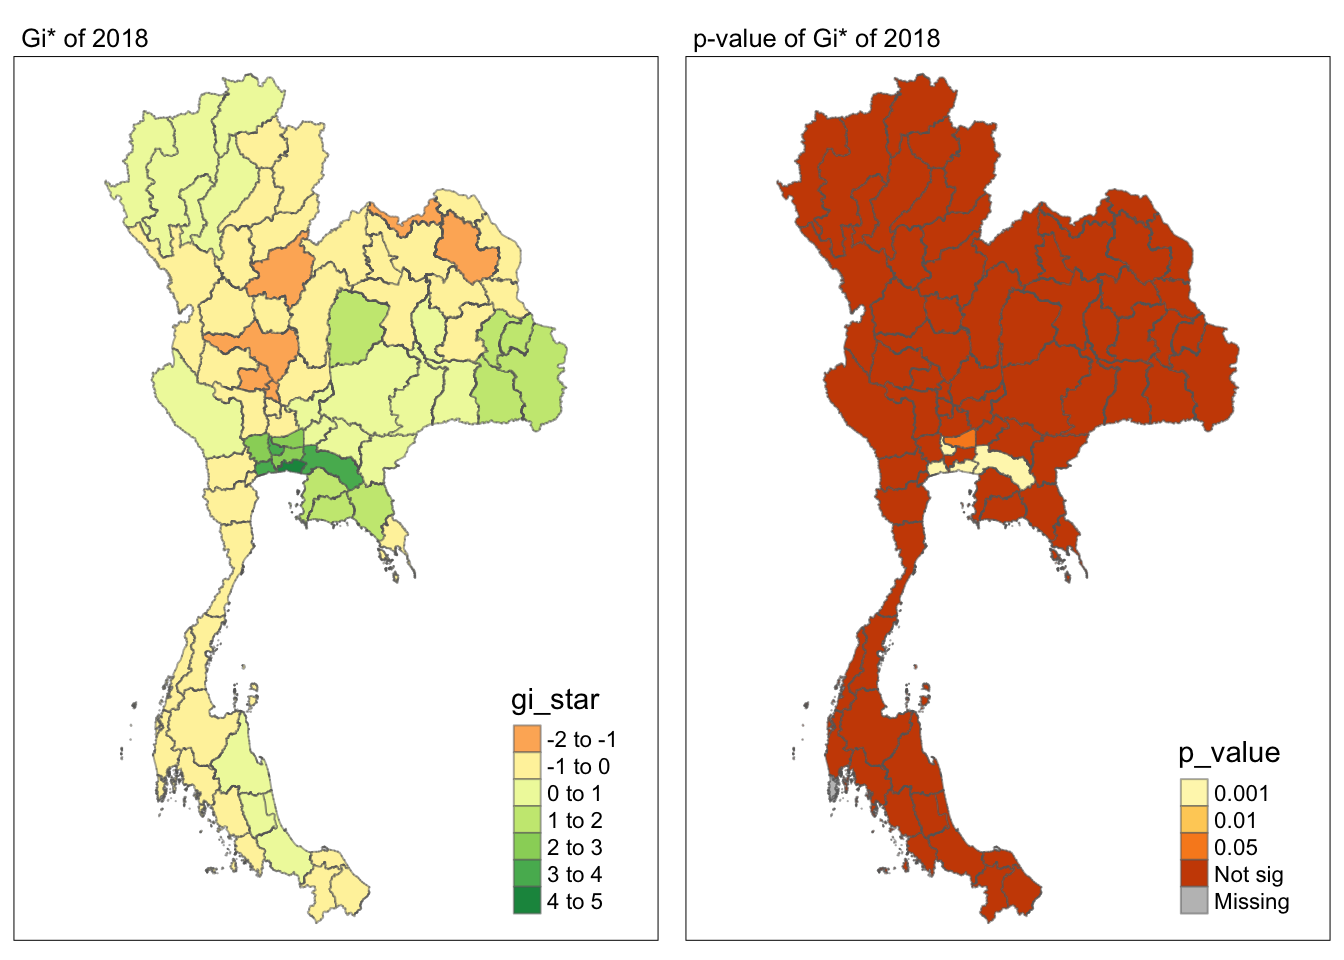 Gi* of 2018
p-value of Gi* of 2018
gi_star
-2 to -1
-1 to 0
0 to 1
1 to 2
2 to 3
3 to 4
4 to 5
p_value
0.001
0.01
0.05
Not sig
Missing